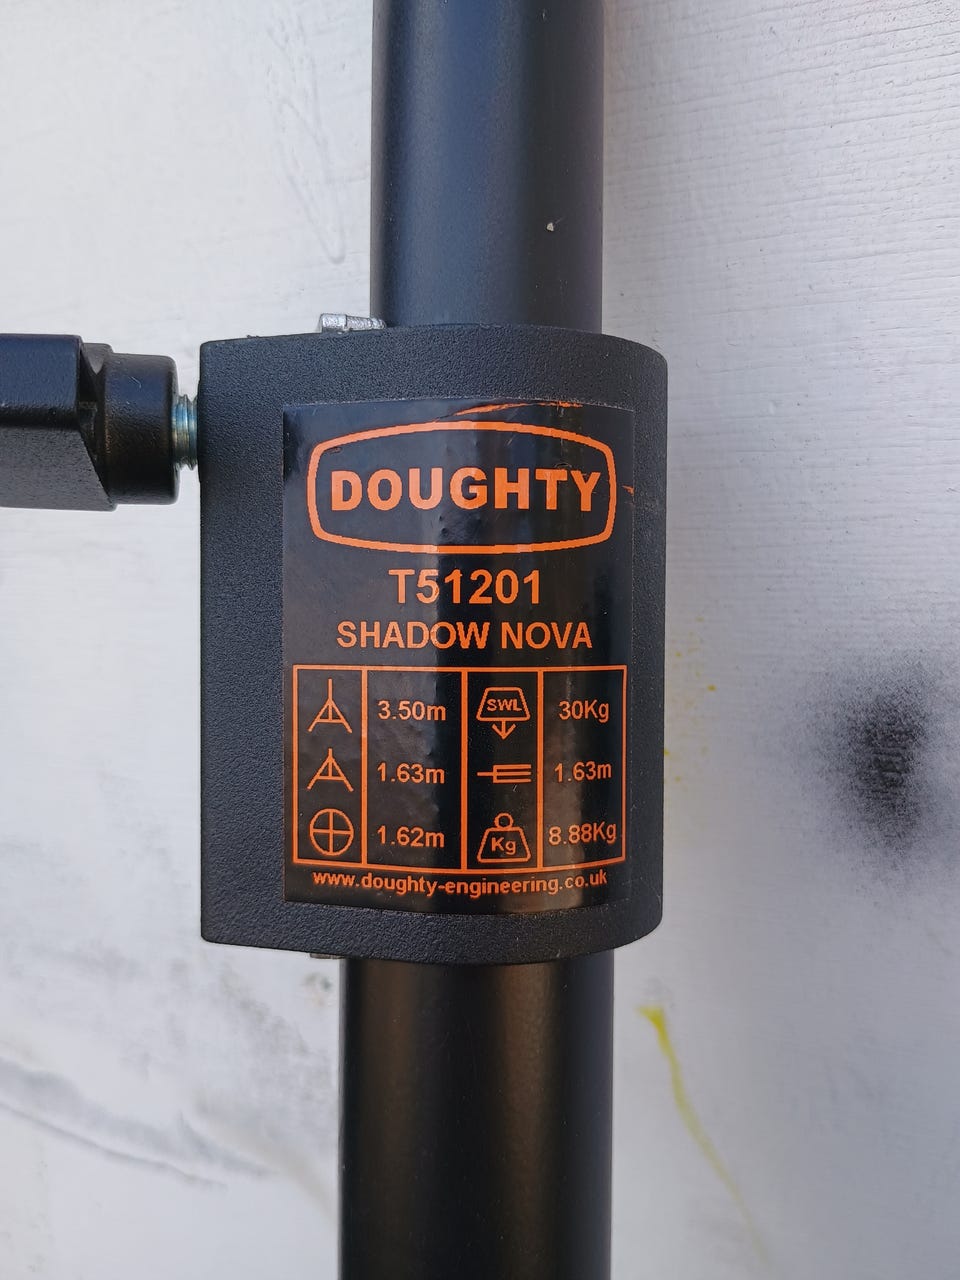 DOUGHTY
T51201
SHADOW NOVA
3.50m SWL 30Kg
1.63m 1.63m
1.62m Kg 8.88Kg
www.doughty-engineering.co.uk